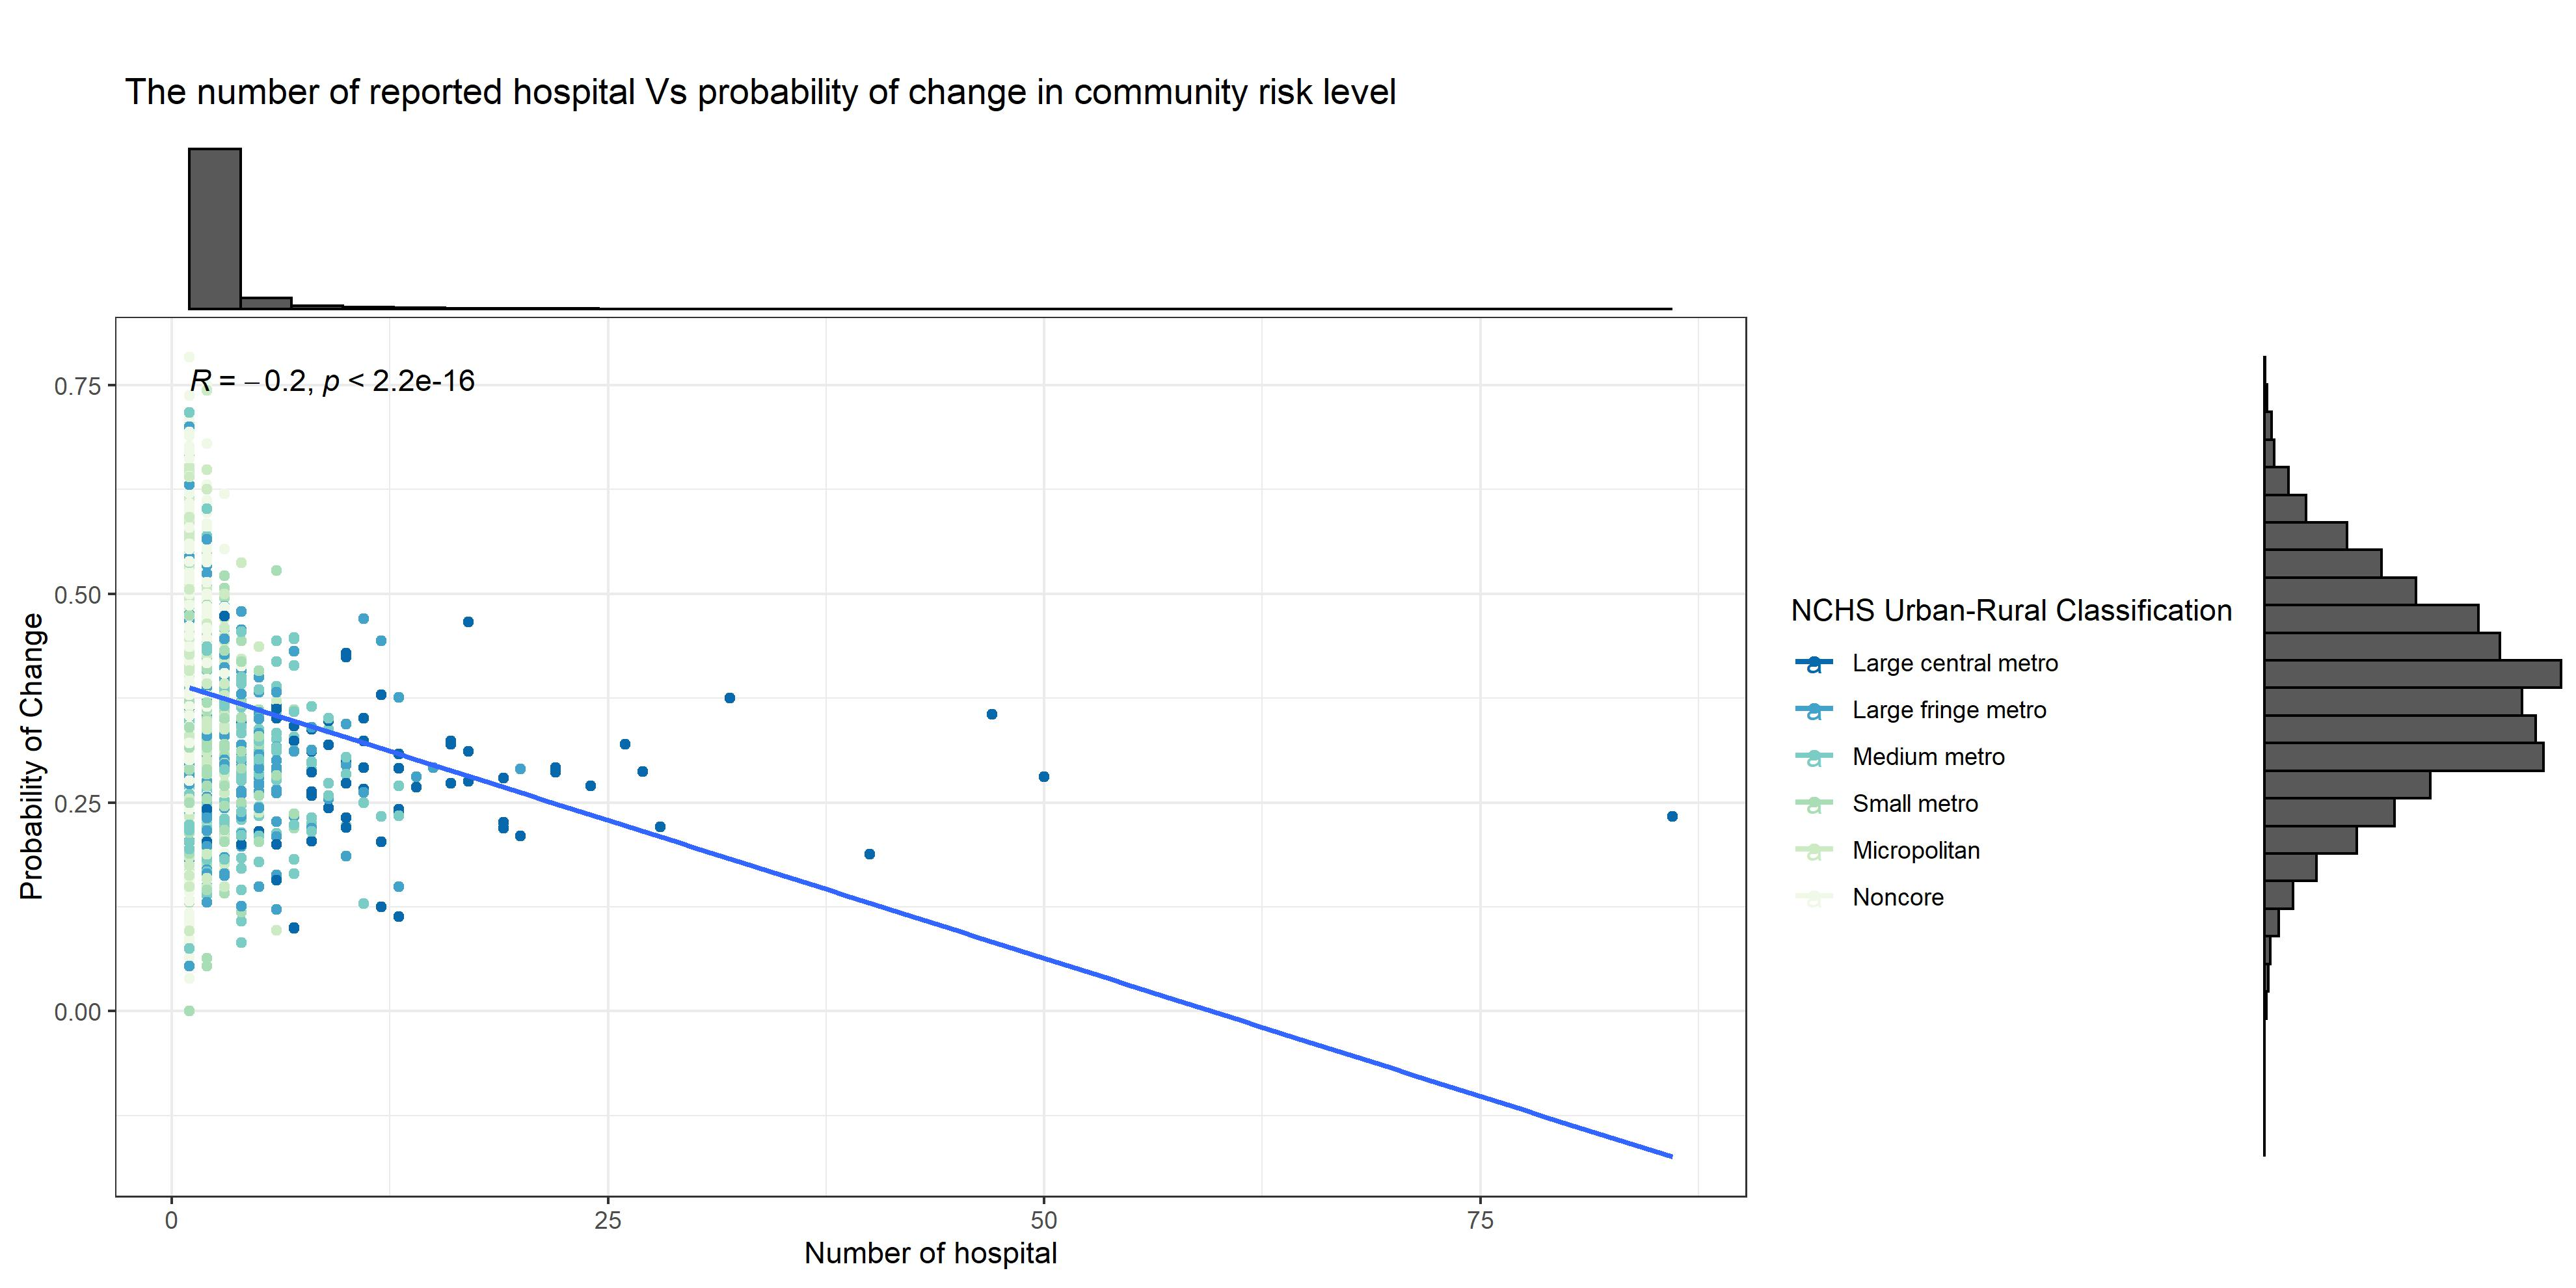 The number of reported hospital Vs probability of change in community risk level
R = −0.2, p < 2.2e-16
0.75
0.50
0.25
0.00
Probability of Change
0 25 50 75
Number of hospital
NCHS Urban-Rural Classification
a Large central metro
a Large fringe metro
a Medium metro
a Small metro
a Micropolitan
a Noncore